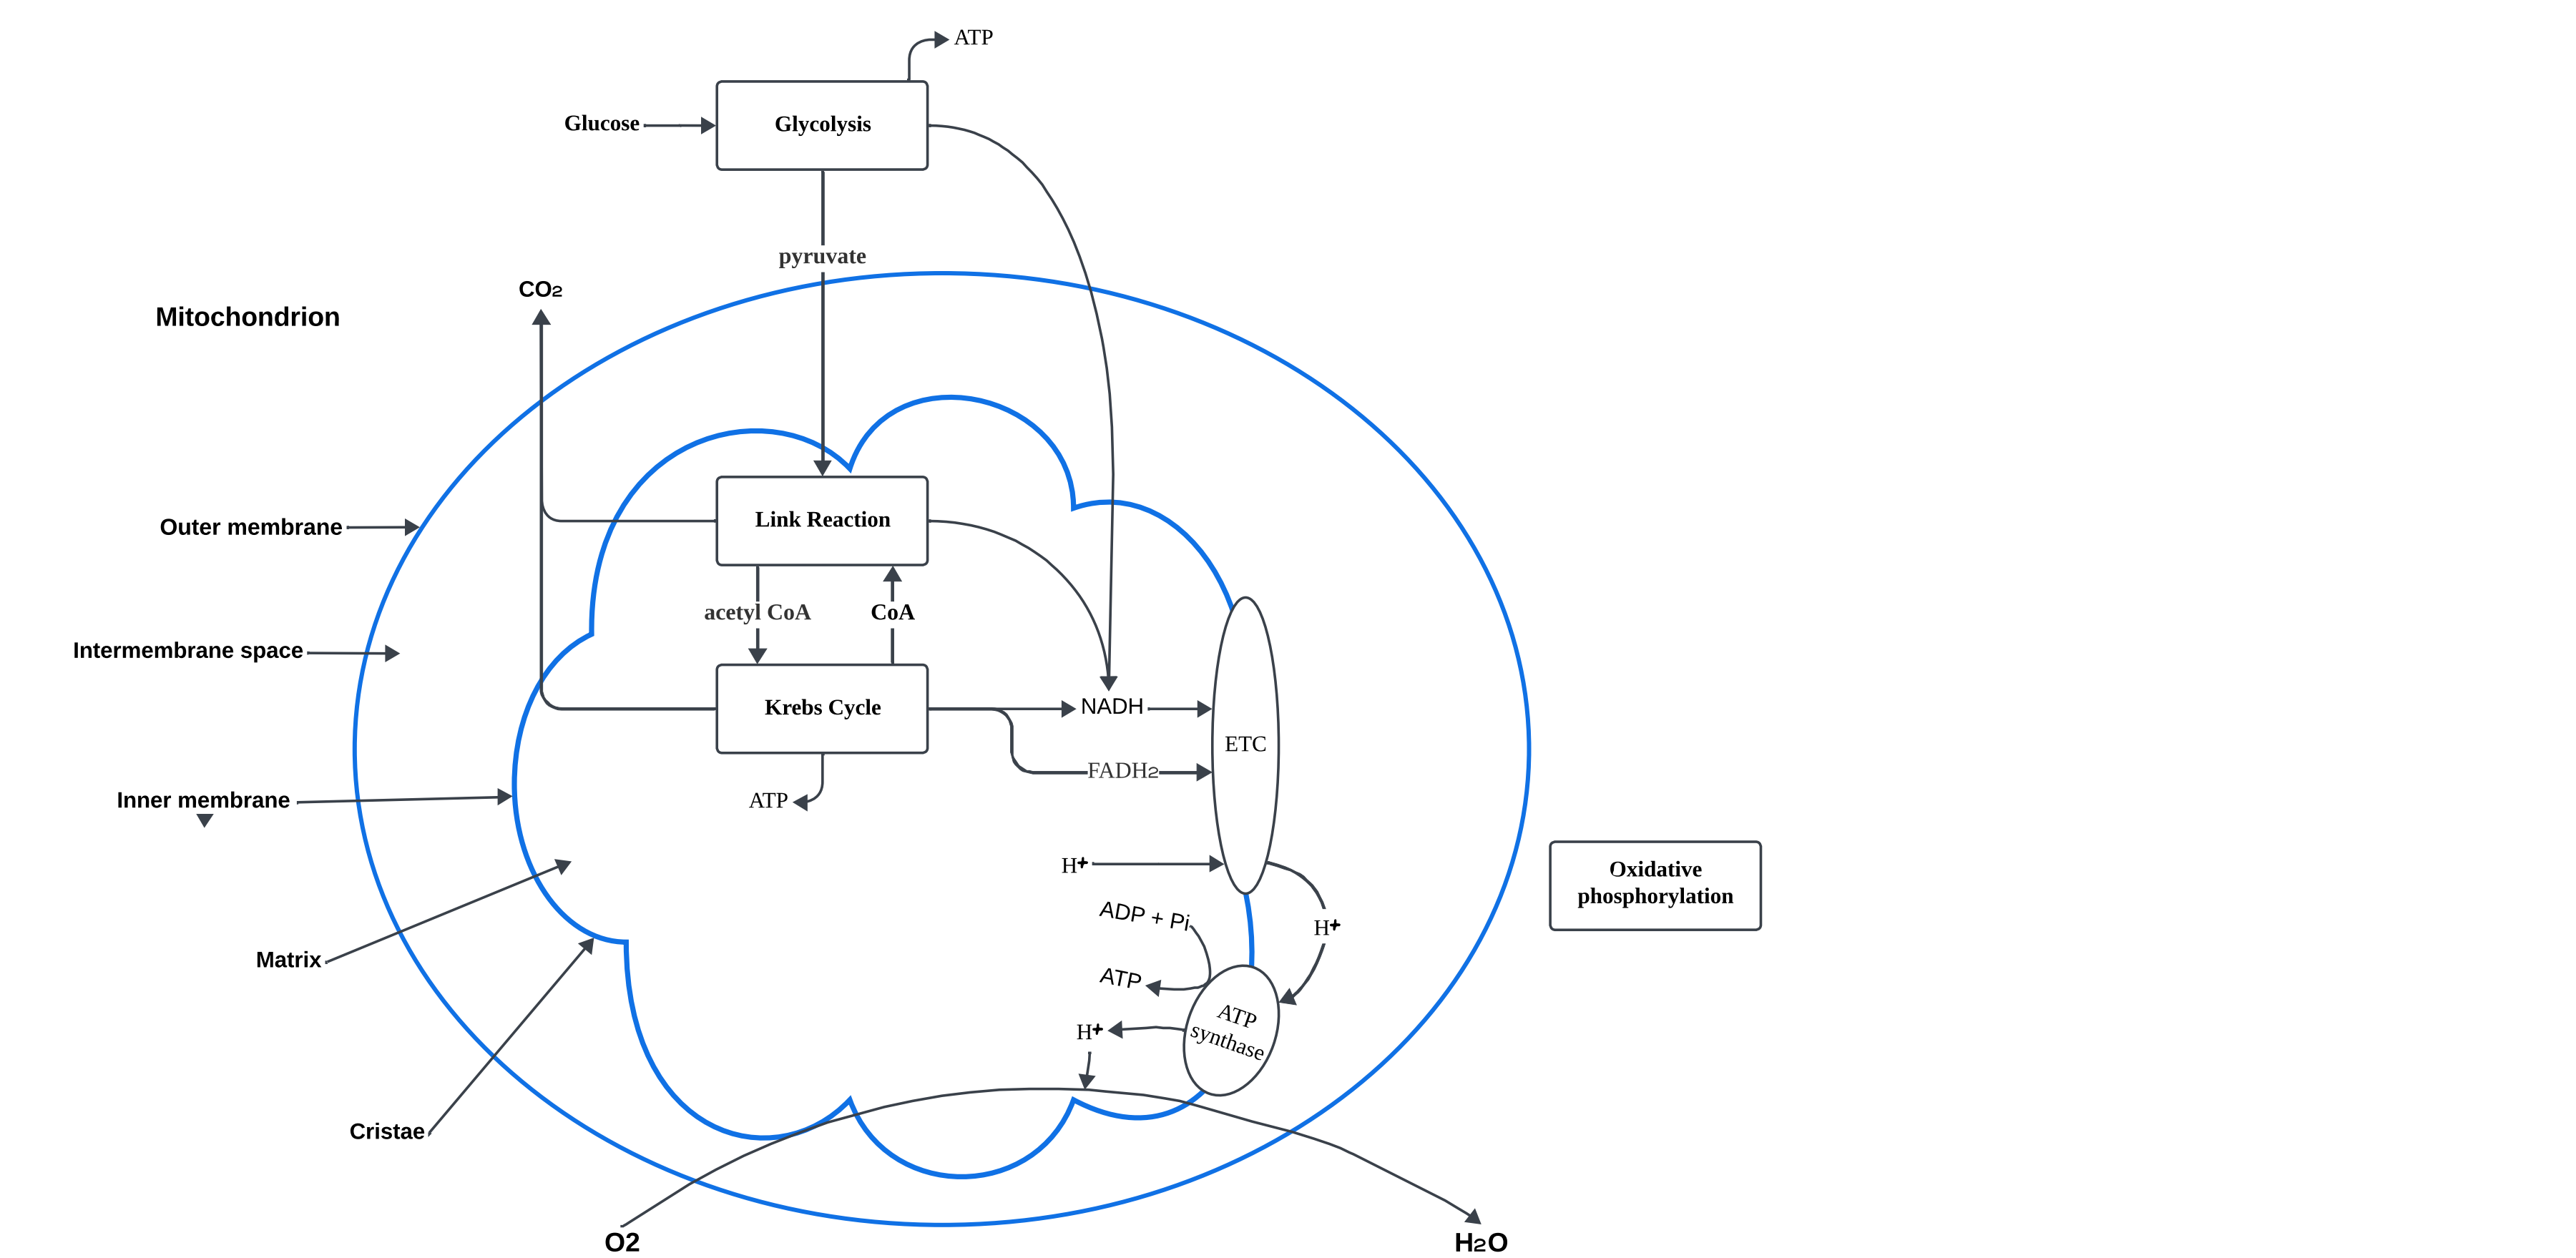 ATP
Glucose
Glycolysis
pyruvate
CO2
Mitochondrion
Outer membrane
Link Reaction
acetyl CoA
CoA
Intermembrane space
Krebs Cycle
NADH
ETC
FADH2
Inner membrane
ATP
H+
Oxidative
phosphorylation
ADP + Pi
H+
Matrix
ATP
ATP
synthase
H+
Cristae
O2
H2O